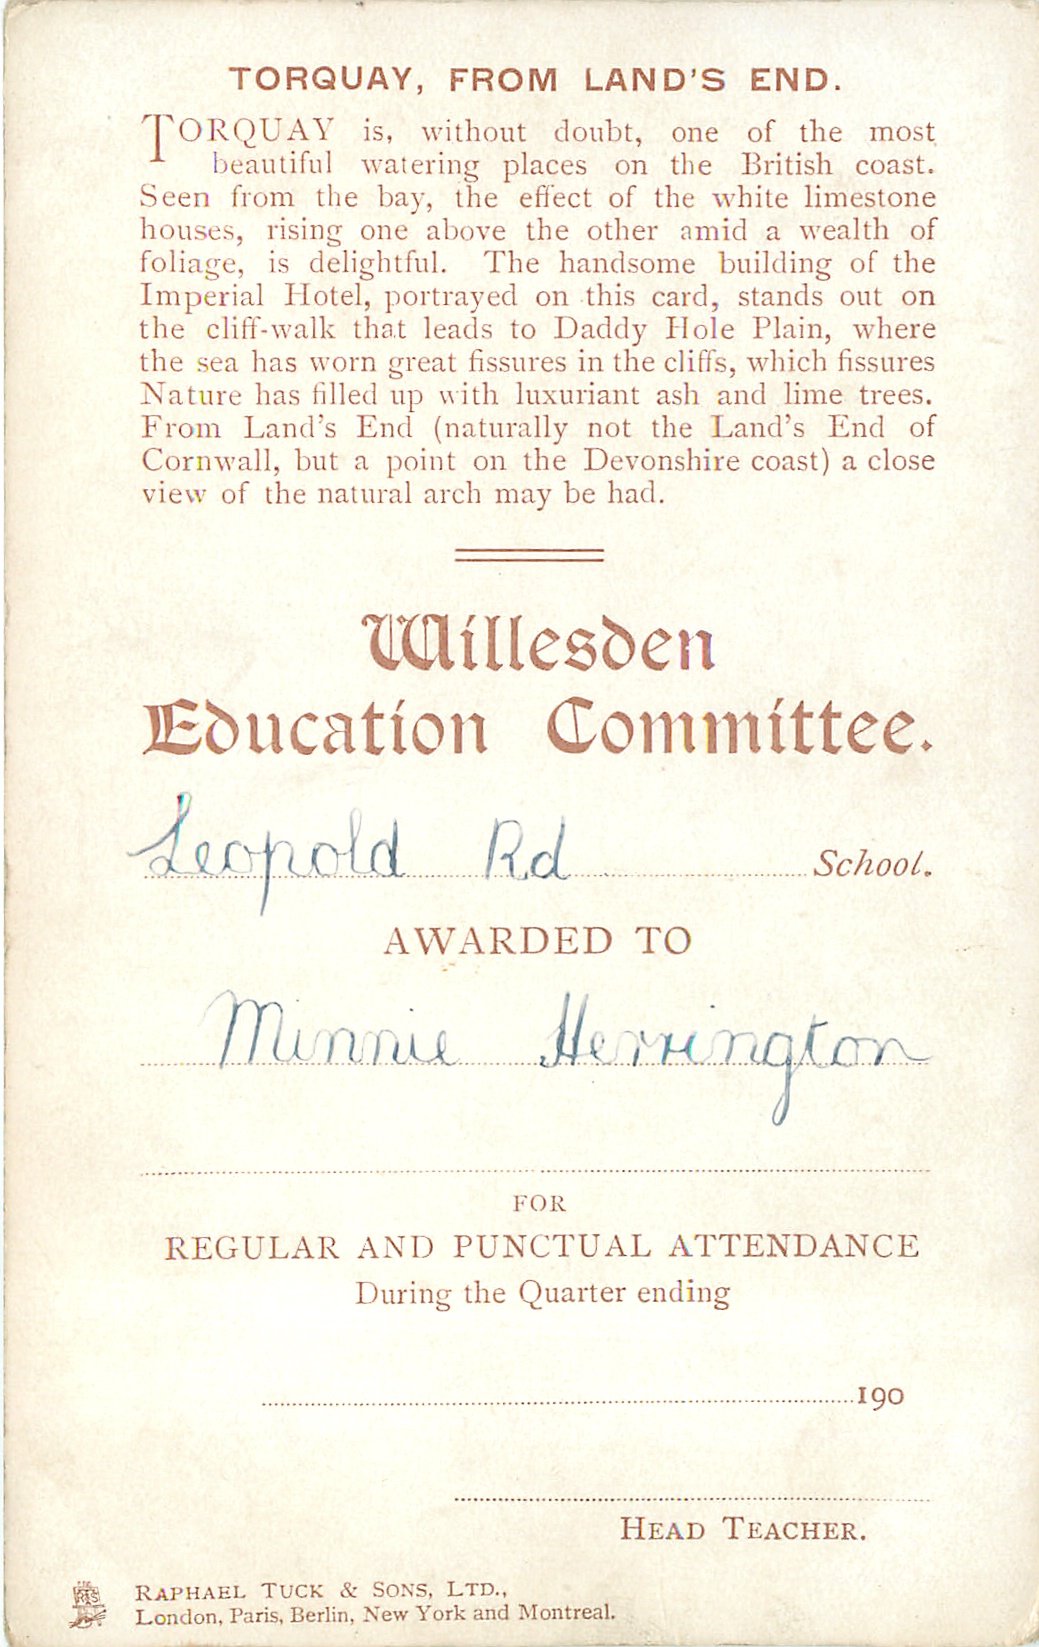 TORQUAY, FROM LAND'S END.
TORQUAY is, without doubt, one of the most
beautiful watering places on the British coast.
Seen from the bay, the effect of the white limestone
houses, rising one above the other amid a wealth of
foliage, is delightful. The handsome building of the
Imperial Hotel, portrayed on this card, stands out on
the cliff-walk that leads to Daddy Hole Plain, where
the sea has worn great fissures in the cliffs, which fissures
Nature has filled up with luxuriant ash and lime trees.
From Land's End (naturally not the Land's End of
Cornwall, but a point on the Devonshire coast) a close
view of the natural arch may be had.
Willesden
Education Committee.
Leopold Rd School.
AWARDED TO
Minnie Herrington
FOR
REGULAR AND PUNCTUAL ATTENDANCE
During the Quarter ending
190
HEAD TEACHER.
RAPHAEL TUCK & SONS, LTD.,
London, Paris, Berlin, New York and Montreal.